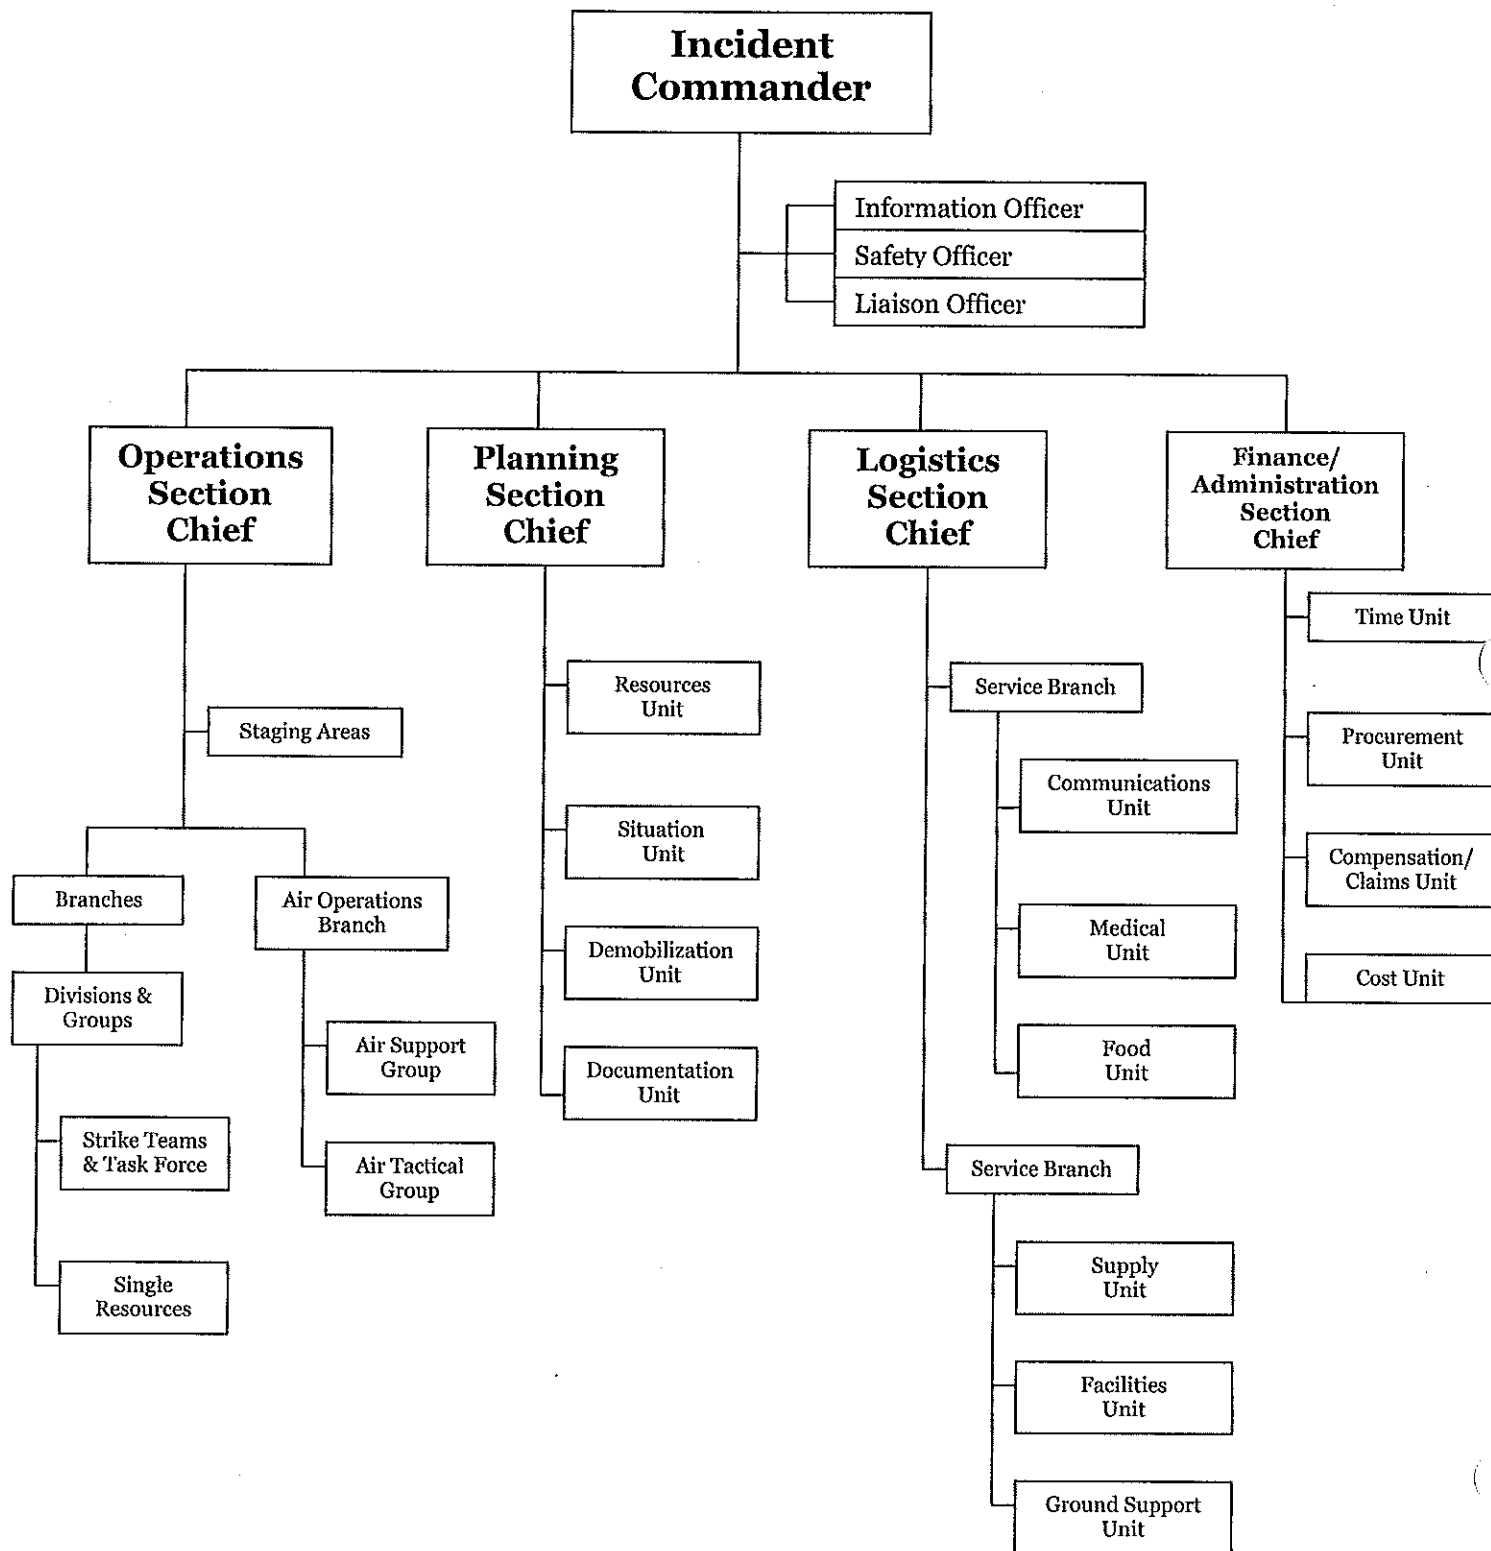 Incident
Commander
Information Officer
Safety Officer
Liaison Officer
Operations
Section
Chief
Planning
Section
Chief
Logistics
Section
Chief
Finance/
Administration
Section
Chief
Staging Areas
Branches
Divisions &
Groups
Strike Teams
& Task Force
Single
Resources
Air Operations
Branch
Air Support
Group
Air Tactical
Group
Resources
Unit
Situation
Unit
Demobilization
Unit
Documentation
Unit
Service Branch
Communications
Unit
Medical
Unit
Food
Unit
Service Branch
Supply
Unit
Facilities
Unit
Ground Support
Unit
Time Unit
Procurement
Unit
Compensation/
Claims Unit
Cost Unit